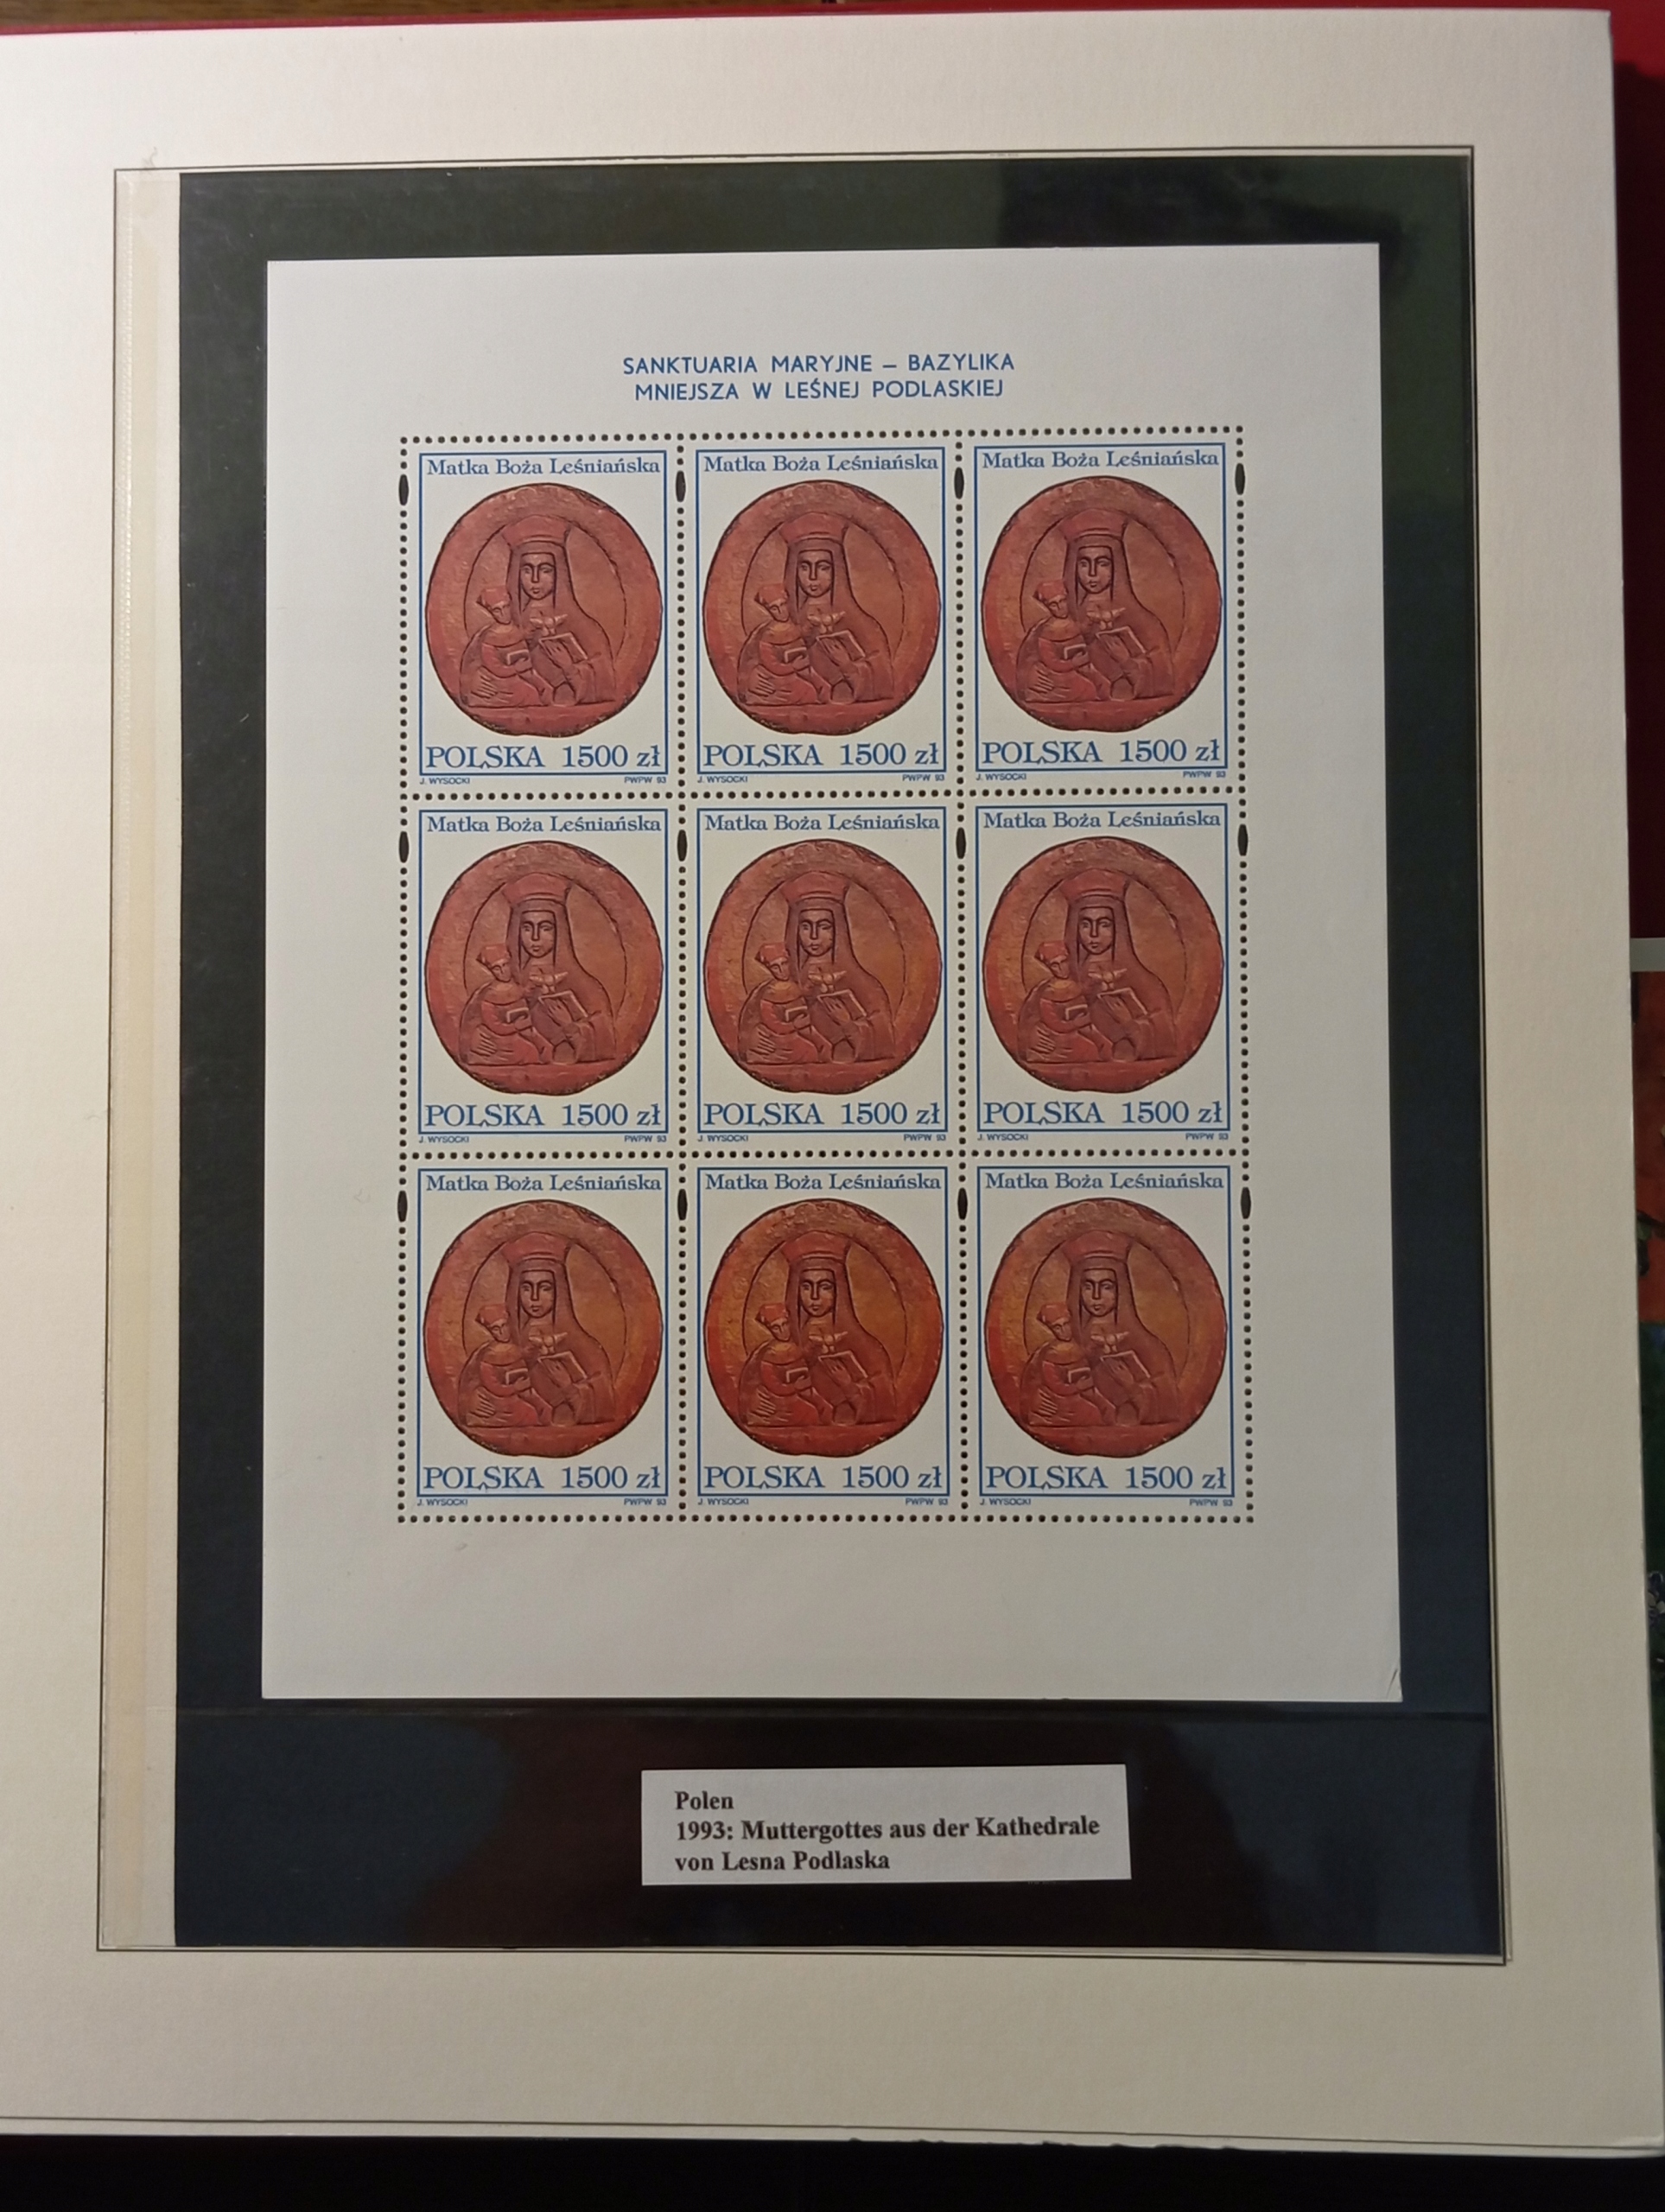 SANKTUARIA MARYJNE – BAZYLIKA
MNIEJSZA W LEŚNEJ PODLASKIEJ
Matka Boża Leśniańska
POLSKA 1500 zł
J. WYSOCKI PWPW 93
Matka Boża Leśniańska
POLSKA 1500 zł
J. WYSOCKI PWPW 93
Matka Boża Leśniańska
POLSKA 1500 zł
J. WYSOCKI PWPW 93
Matka Boża Leśniańska
POLSKA 1500 zł
J. WYSOCKI PWPW 93
Matka Boża Leśniańska
POLSKA 1500 zł
J. WYSOCKI PWPW 93
Matka Boża Leśniańska
POLSKA 1500 zł
J. WYSOCKI PWPW 93
Matka Boża Leśniańska
POLSKA 1500 zł
J. WYSOCKI PWPW 93
Matka Boża Leśniańska
POLSKA 1500 zł
J. WYSOCKI PWPW 93
Matka Boża Leśniańska
POLSKA 1500 zł
J. WYSOCKI PWPW 93
Polen
1993: Muttergottes aus der Kathedrale
von Lesna Podlaska